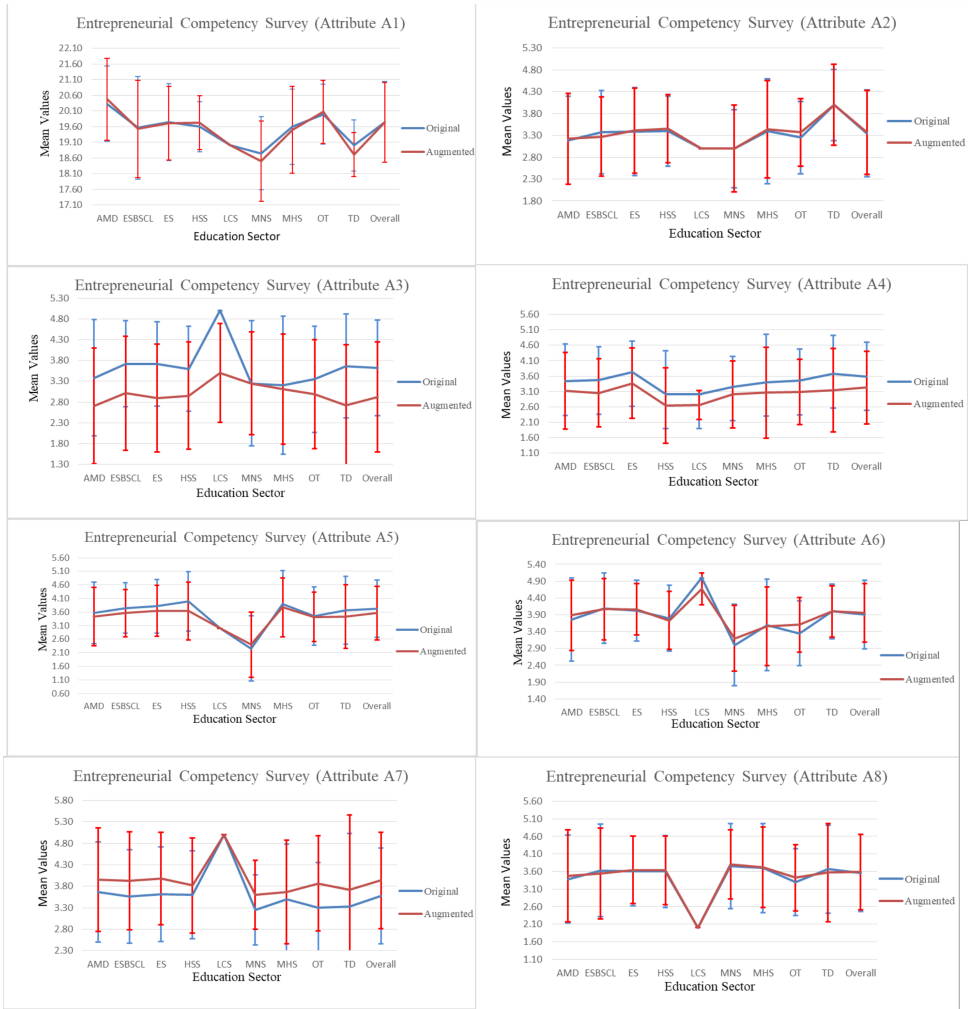 Entrepreneurial Competency Survey (Attribute A1)
22.10
21.10
20.10
19.60
19.10
18.10
17.60
17.10
Mean Values
AMD ESBSCL ES HSS LCS MNS MHS OT TD Overall
Education Sector
Original
Augmented
Entrepreneurial Competency Survey (Attribute A2)
5.30
4.80
3.80
3.30
2.80
2.30
1.80
Mean Values
AMD ESBSCL ES HSS LCS MNS MHS OT TD Overall
Education Sector
Original
Augmented
Entrepreneurial Competency Survey (Attribute A3)
5.30
4.80
3.80
3.30
2.80
2.30
1.80
1.30
Mean Values
AMD ESBSCL ES HSS LCS MNS MHS OT TD Overall
Education Sector
Original
Augmented
Entrepreneurial Competency Survey (Attribute A4)
5.60
5.10
4.10
3.60
3.10
2.60
2.10
1.60
1.10
Mean Values
AMD ESBSCL ES HSS LCS MNS MHS OT TD Overall
Education Sector
Original
Augmented
Entrepreneurial Competency Survey (Attribute A5)
5.60
5.10
4.60
4.10
3.60
3.10
2.60
2.10
1.60
1.10
0.60
Mean Values
AMD ESBSCL ES HSS LCS MNS MHS OT TD Overall
Education Sector
Original
Augmented
Entrepreneurial Competency Survey (Attribute A6)
5.40
4.90
4.40
3.90
3.40
2.90
2.40
1.90
1.40
Mean Values
AMD ESBSCL ES HSS LCS MNS MHS OT TD Overall
Education Sector
Original
Augmented
Entrepreneurial Competency Survey (Attribute A7)
5.80
5.30
4.80
4.30
3.80
3.30
2.80
2.30
Mean Values
AMD ESBSCL ES HSS LCS MNS MHS OT TD Overall
Education Sector
Original
Augmented
Entrepreneurial Competency Survey (Attribute A8)
5.60
5.10
4.60
4.10
3.60
3.10
2.60
2.10
1.60
1.10
Mean Values
AMD ESBSCL ES HSS LCS MNS MHS OT TD Overall
Education Sector
Original
Augmented